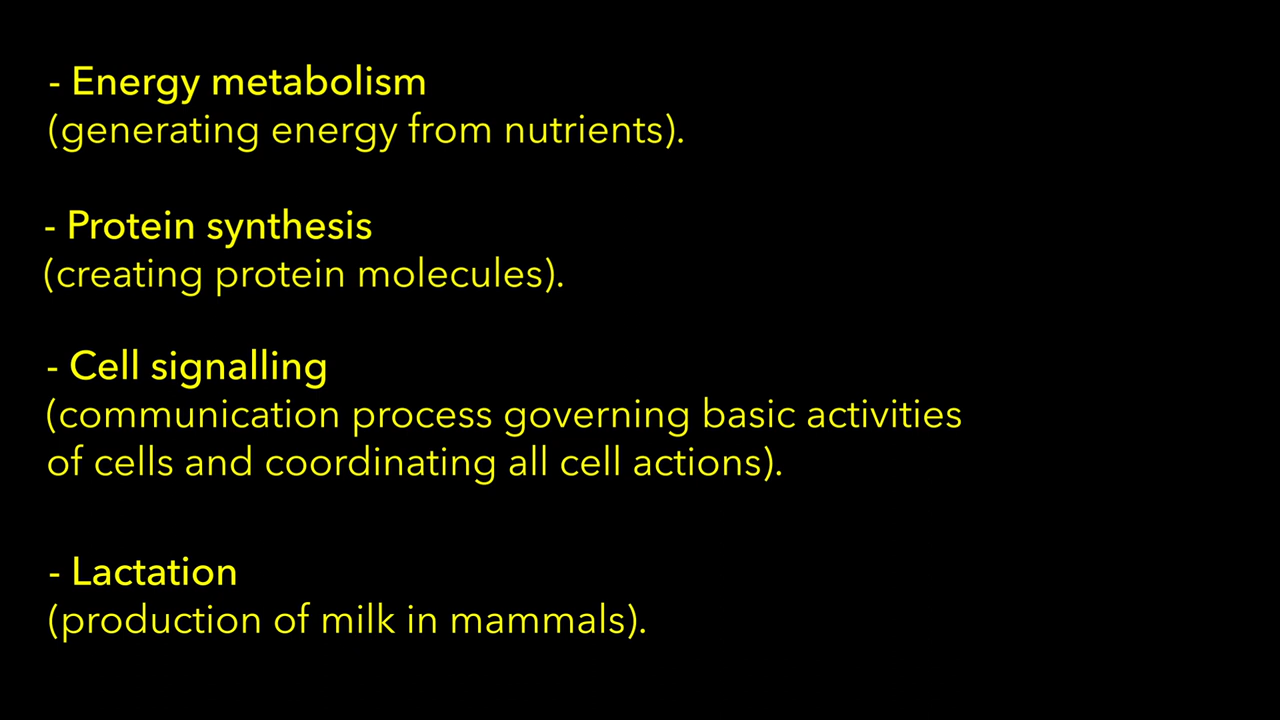 - Energy metabolism
(generating energy from nutrients).
- Protein synthesis
(creating protein molecules).
- Cell signalling
(communication process governing basic activities
of cells and coordinating all cell actions).
- Lactation
(production of milk in mammals).